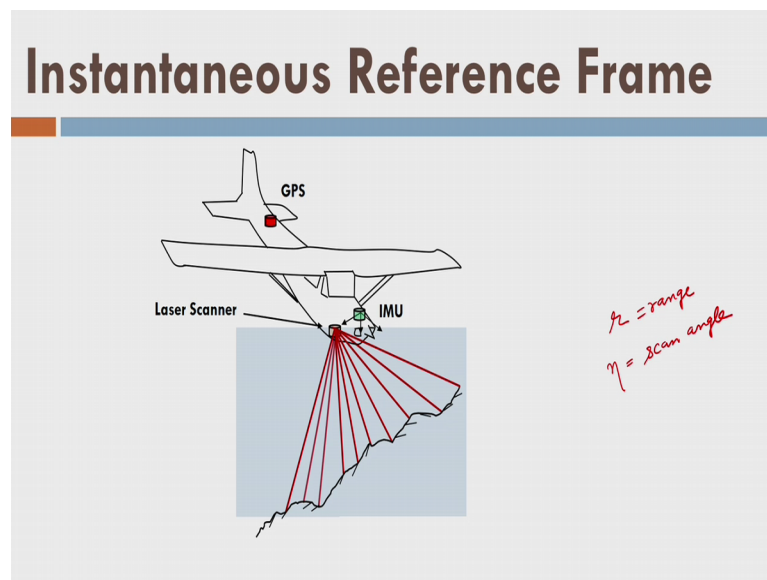 Instantaneous Reference Frame
GPS
Laser Scanner
IMU
r = range
η = scan angle